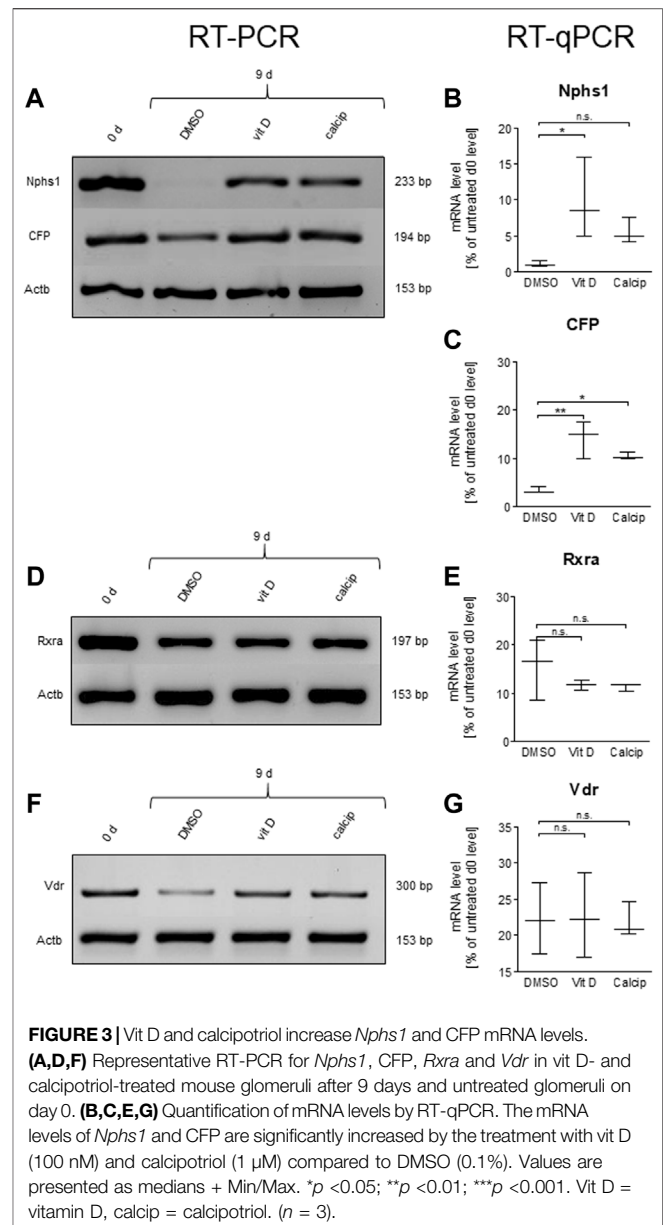 RT-PCR
RT-qPCR
A
9 d
0 d
DMSO
vit D
calcip
Nphs1
233 bp
CFP
194 bp
Actb
153 bp
B
Nphs1
n.s.
*
mRNA level
[% of untreated d0 level]
20
15
10
5
0
DMSO Vit D Calcip
C
CFP
*
**
mRNA level
[% of untreated d0 level]
30
20
10
0
DMSO Vit D Calcip
D
9 d
0 d
DMSO
vit D
calcip
Rxra
197 bp
Actb
153 bp
E
Rxra
n.s.
n.s.
mRNA level
[% of untreated d0 level]
30
20
10
0
DMSO Vit D Calcip
F
9 d
0 d
DMSO
vit D
calcip
Vdr
300 bp
Actb
153 bp
G
Vdr
n.s.
n.s.
mRNA level
[% of untreated d0 level]
35
30
25
20
15
DMSO Vit D Calcip
FIGURE 3 | Vit D and calcipotriol increase Nphs1 and CFP mRNA levels.
(A,D,F) Representative RT-PCR for Nphs1, CFP, Rxra and Vdr in vit D- and
calcipotriol-treated mouse glomeruli after 9 days and untreated glomeruli on
day 0. (B,C,E,G) Quantification of mRNA levels by RT-qPCR. The mRNA
levels of Nphs1 and CFP are significantly increased by the treatment with vit D
(100 nM) and calcipotriol (1 µM) compared to DMSO (0.1%). Values are
presented as medians + Min/Max. *p <0.05; **p <0.01; ***p <0.001. Vit D =
vitamin D, calcip = calcipotriol. (n = 3).